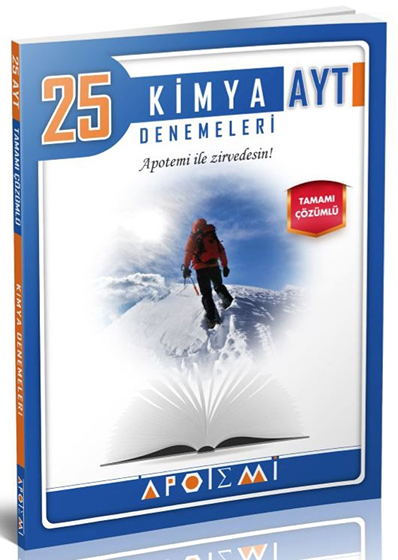 25 KİMYA AYT
DENEMELERİ
Apotemi ile zirvedesin!
TAMAMI
ÇÖZÜMLÜ
APOTEMİ
25 AYT
TAMAMI ÇÖZÜMLÜ
KİMYA DENEMELERİ
APOTEMİ